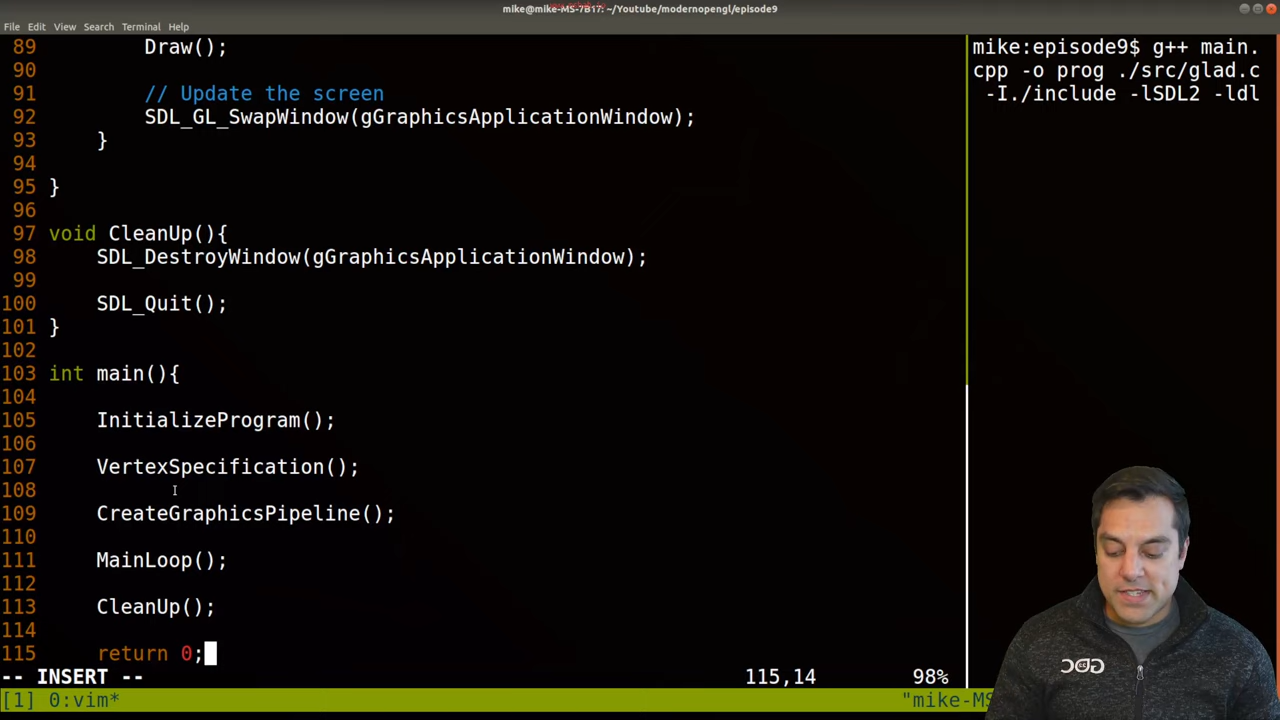 mike@mike-MS-7B17: ~/Youtube/modernopengl/episode9
File Edit View Search Terminal Help
89 Draw();
90
91 // Update the screen
92 SDL_GL_SwapWindow(gGraphicsApplicationWindow);
93 }
94
95 }
96
97 void CleanUp(){
98 SDL_DestroyWindow(gGraphicsApplicationWindow);
99
100 SDL_Quit();
101 }
102
103 int main(){
104
105 InitializeProgram();
106
107 VertexSpecification();
108
109 CreateGraphicsPipeline();
110
111 MainLoop();
112
113 CleanUp();
114
115 return 0;
-- INSERT -- 115,14 98%
[1] 0:vim* "mike-MS
mike:episode9$ g++ main.
cpp -o prog ./src/glad.c
-I./include -lSDL2 -ldl
GDC